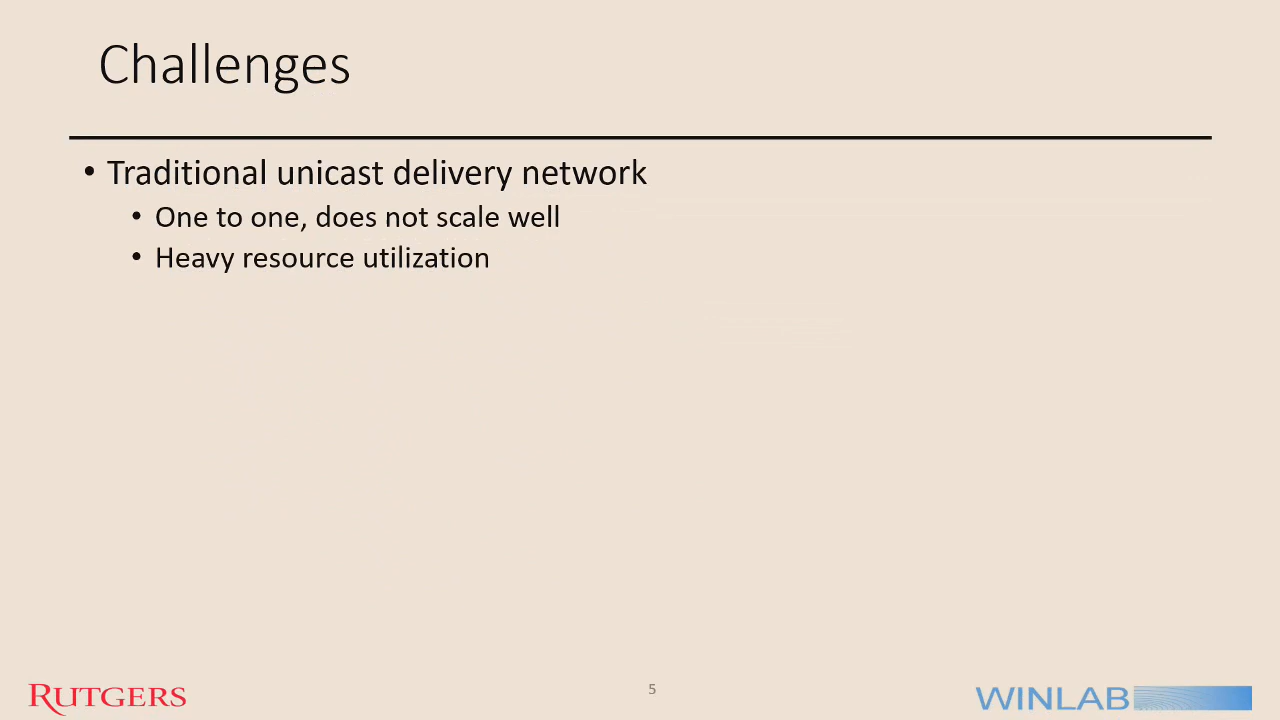 Challenges
• Traditional unicast delivery network
• One to one, does not scale well
• Heavy resource utilization
RUTGERS
5
WINLAB